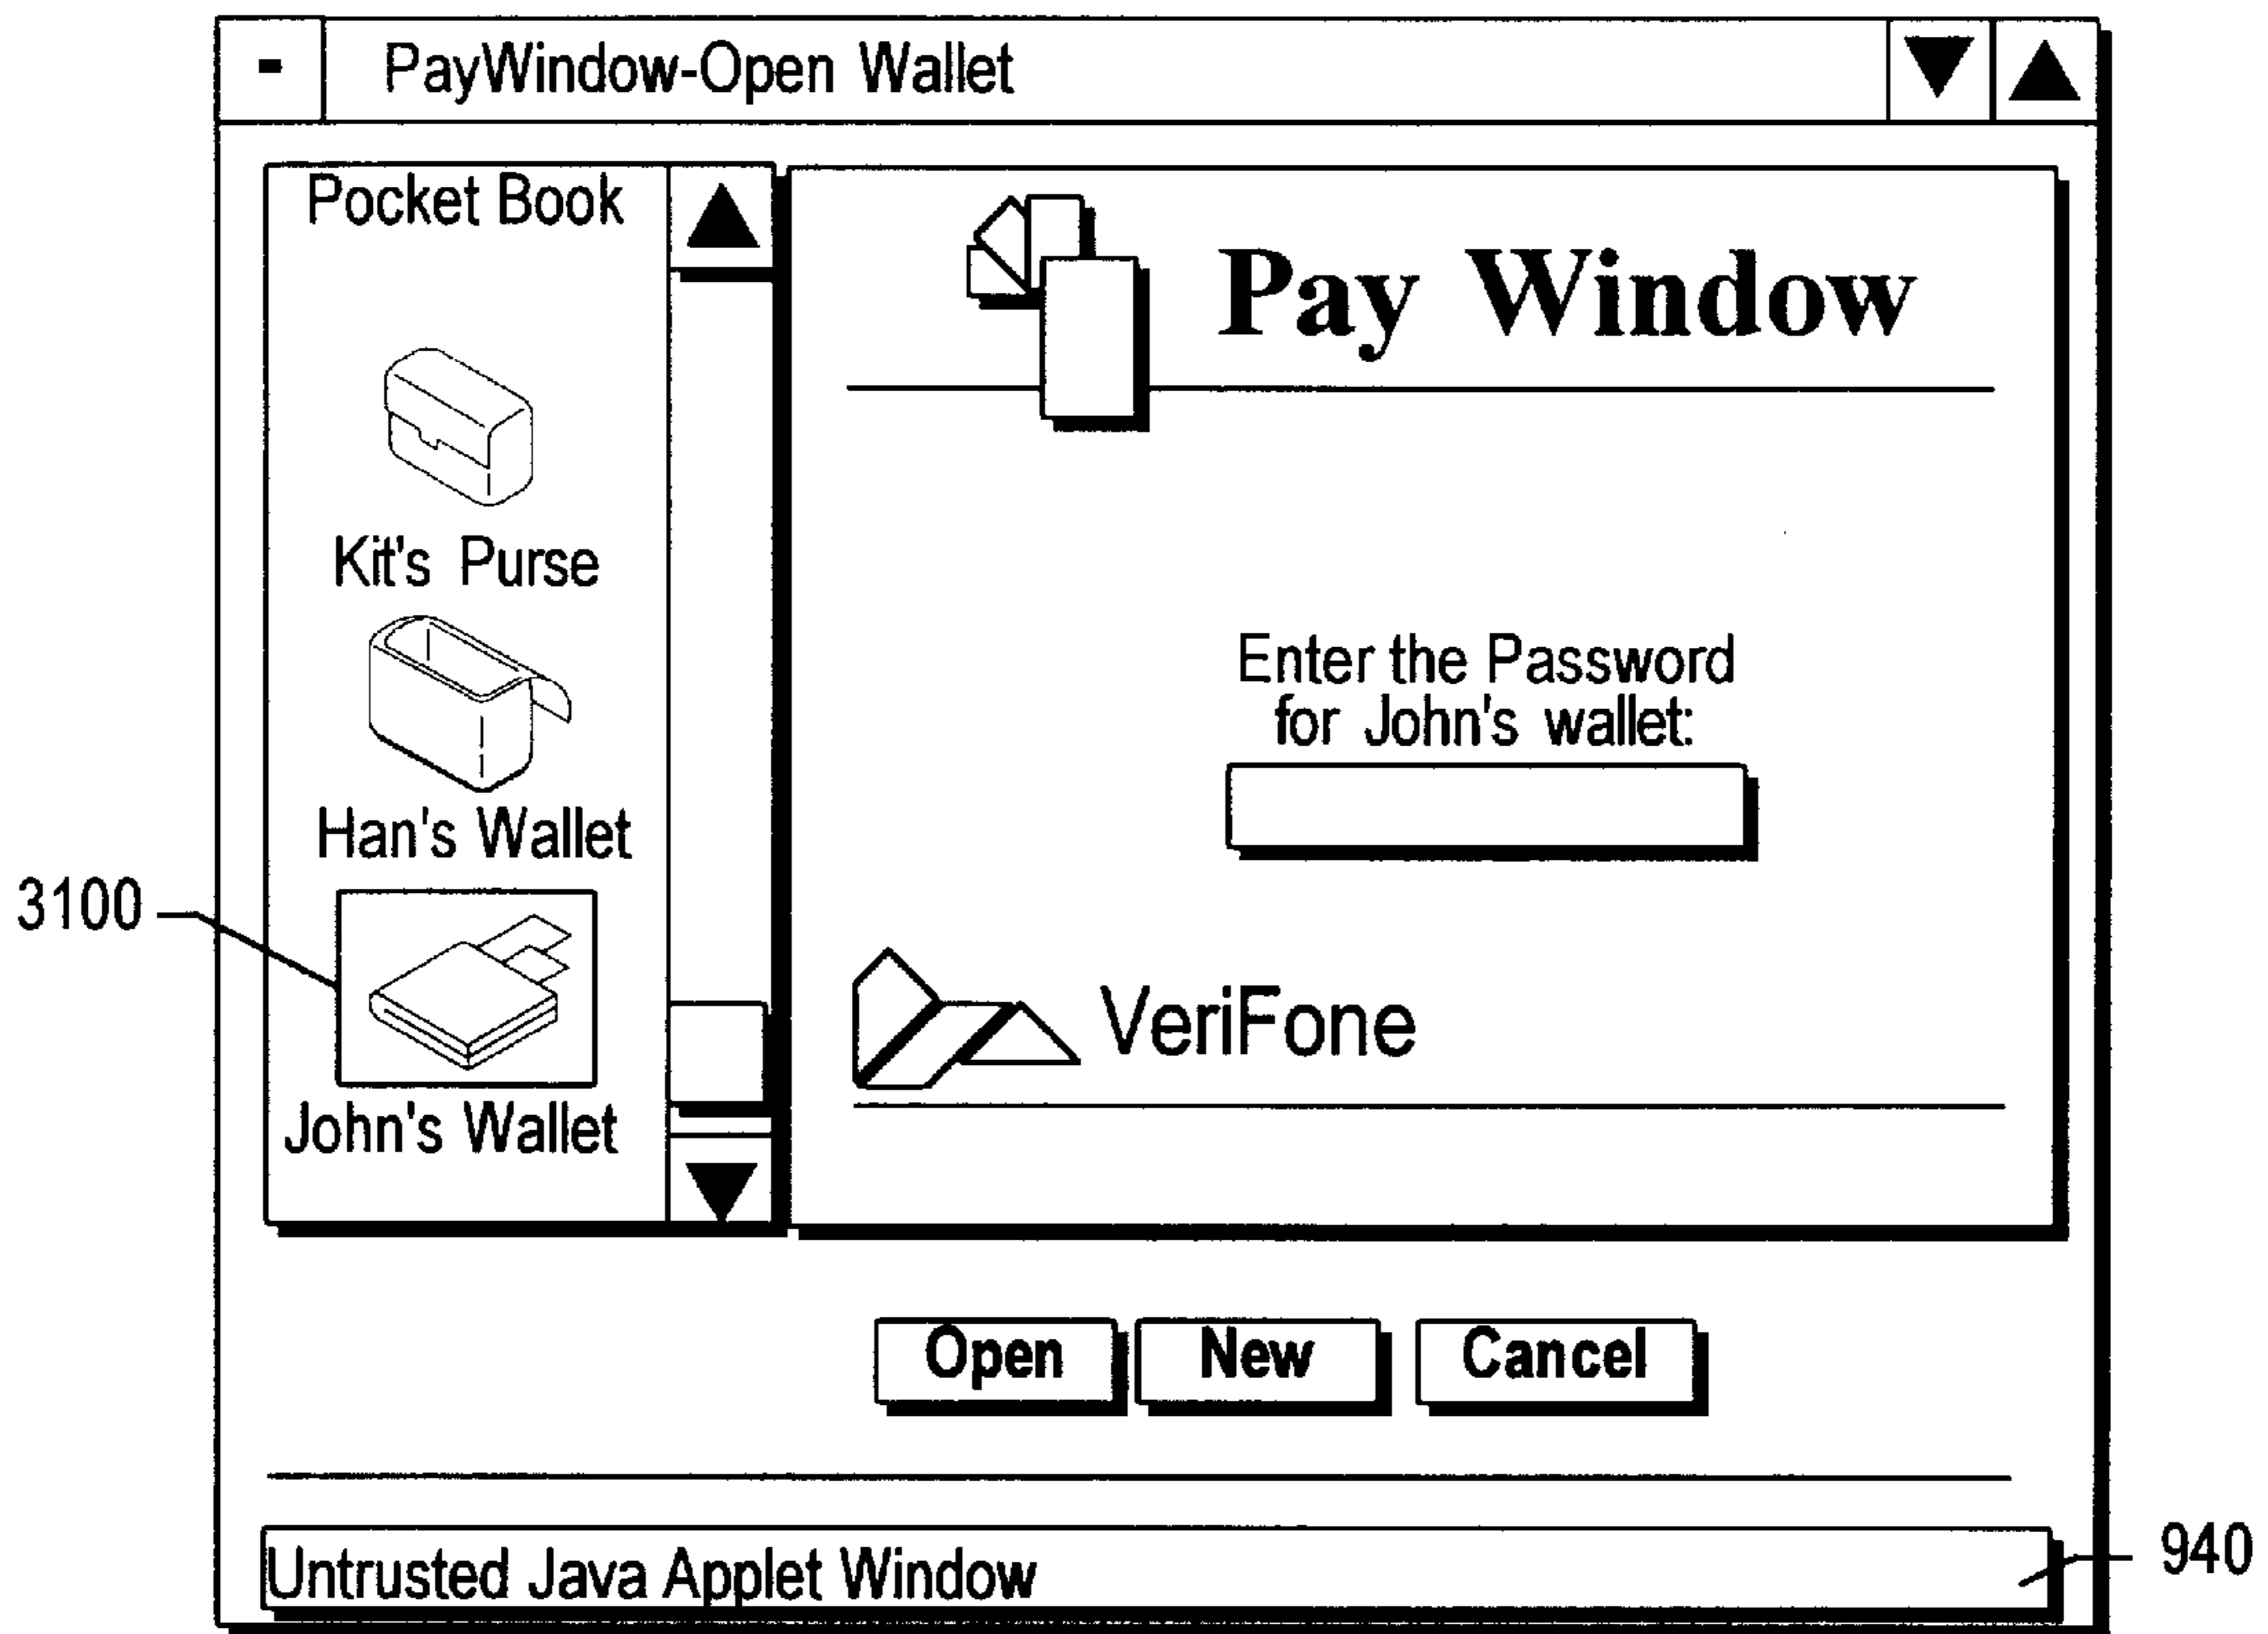 PayWindow-Open Wallet
Pocket Book
Kit's Purse
Han's Wallet
3100
John's Wallet
Pay Window
Enter the Password
for John's wallet:
VeriFone
Open New Cancel
Untrusted Java Applet Window
940